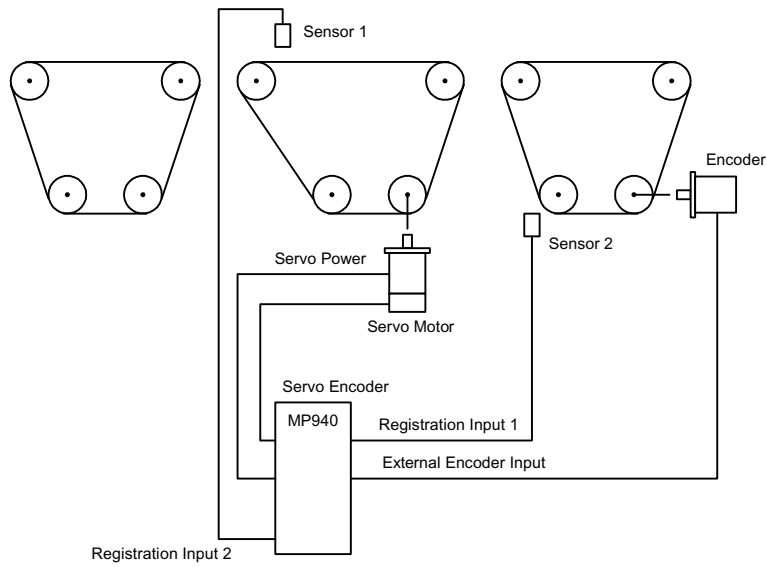 Sensor 1
Encoder
Sensor 2
Servo Power
Servo Motor
Servo Encoder
MP940
Registration Input 1
External Encoder Input
Registration Input 2